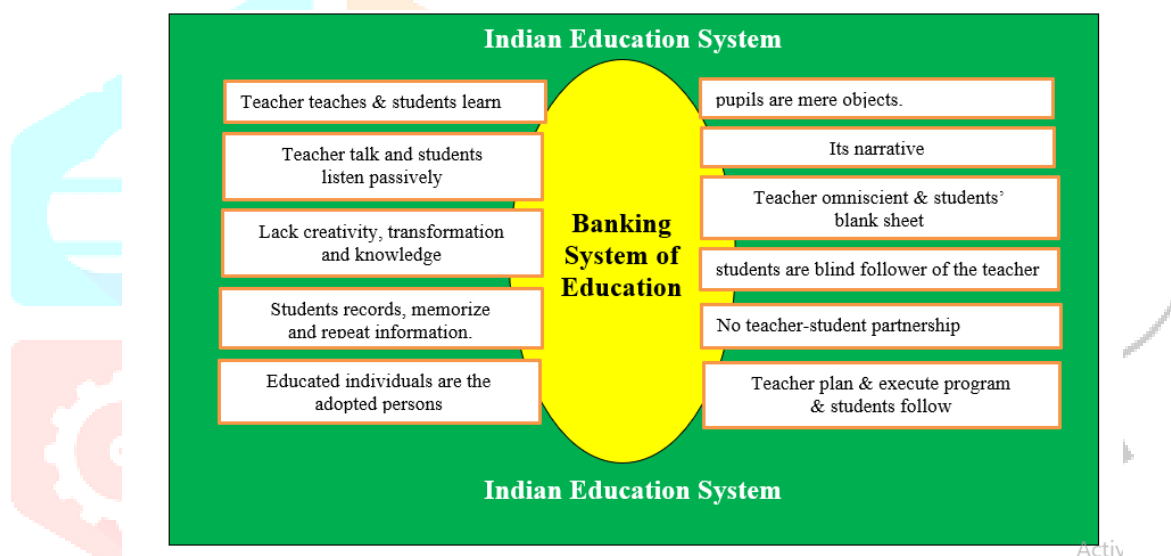 Indian Education System
Teacher teaches & students learn
Teacher talk and students
listen passively
Lack creativity, transformation
and knowledge
Students records, memorize
and repeat information.
Educated individuals are the
adopted persons
Banking
System of
Education
pupils are mere objects.
Its narrative
Teacher omniscient & students’
blank sheet
students are blind follower of the teacher
No teacher-student partnership
Teacher plan & execute program
& students follow
Indian Education System
Activ